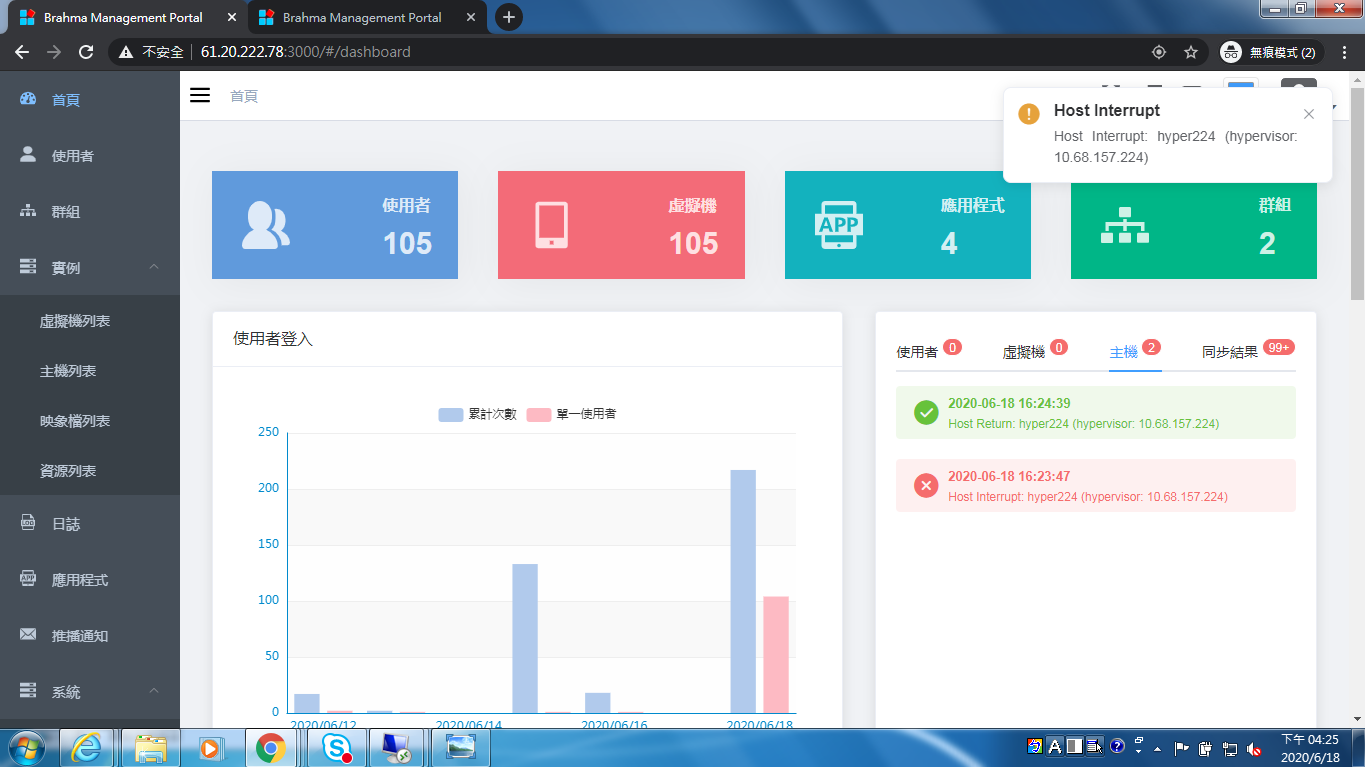 Brahma Management Portal
Brahma Management Portal
不安全
61.20.222.78:3000/#/dashboard
無痕模式 (2)
首頁
使用者
群組
實例
虛擬機列表
主機列表
映象檔列表
資源列表
日誌
應用程式
推播通知
系統
首頁
Host Interrupt
Host Interrupt: hyper224 (hypervisor:
10.68.157.224)
使用者
105
虛擬機
105
APP
應用程式
4
群組
2
使用者登入
累計次數
單一使用者
250
200
150
100
50
0
2020/06/12
2020/06/14
2020/06/16
2020/06/18
使用者 0
虛擬機 0
主機 2
同步結果 99+
2020-06-18 16:24:39
Host Return: hyper224 (hypervisor: 10.68.157.224)
2020-06-18 16:23:47
Host Interrupt: hyper224 (hypervisor: 10.68.157.224)
下午 04:25
2020/6/18